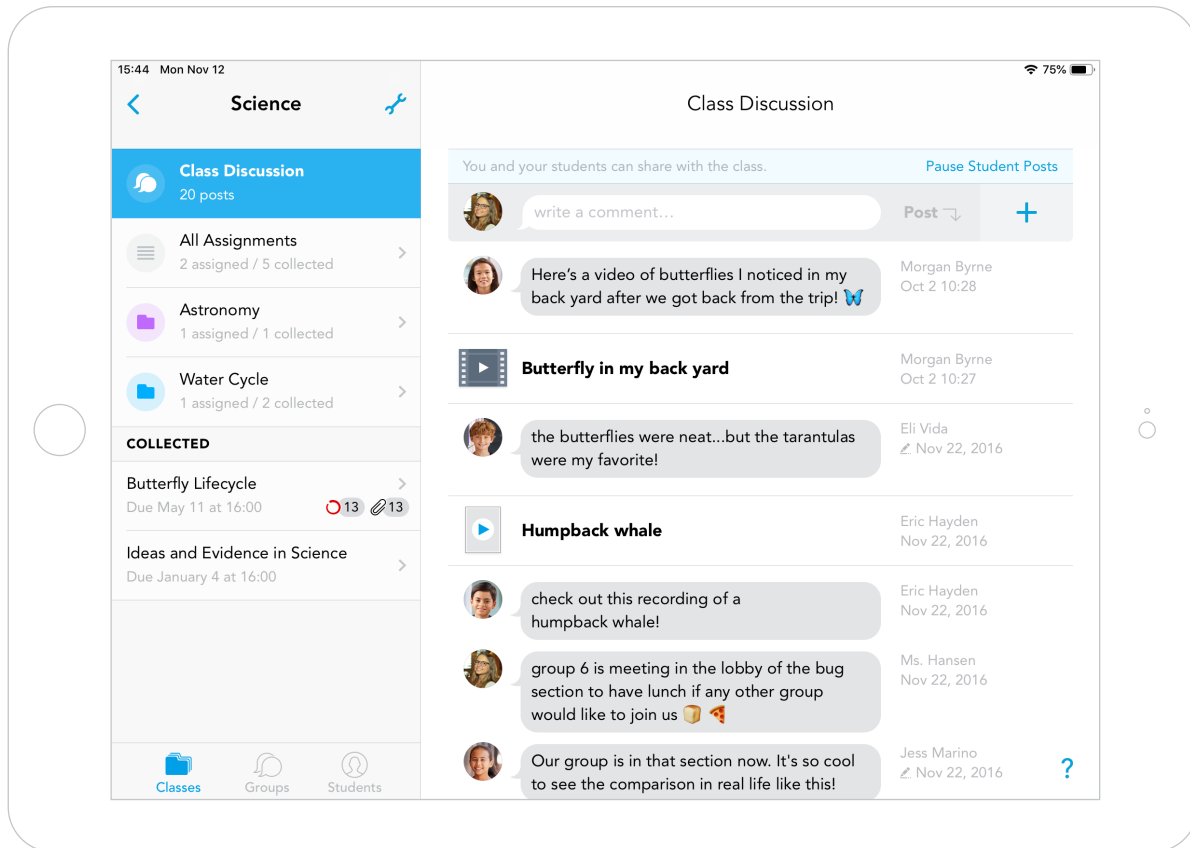 15:44 Mon Nov 12
75%
Science
Class Discussion
20 posts
All Assignments
2 assigned / 5 collected
Astronomy
1 assigned / 1 collected
Water Cycle
1 assigned / 2 collected
COLLECTED
Butterfly Lifecycle
Due May 11 at 16:00
13 13
Ideas and Evidence in Science
Due January 4 at 16:00
Classes
Groups
Students
Class Discussion
You and your students can share with the class.
Pause Student Posts
write a comment...
Post
Here's a video of butterflies I noticed in my
back yard after we got back from the trip! 🦋
Morgan Byrne
Oct 2 10:28
Butterfly in my back yard
Morgan Byrne
Oct 2 10:27
the butterflies were neat...but the tarantulas
were my favorite!
Eli Vida
Nov 22, 2016
Humpback whale
Eric Hayden
Nov 22, 2016
check out this recording of a
humpback whale!
Eric Hayden
Nov 22, 2016
group 6 is meeting in the lobby of the bug
section to have lunch if any other group
would like to join us 🍞 🍕
Ms. Hansen
Nov 22, 2016
Our group is in that section now. It's so cool
to see the comparison in real life like this!
Jess Marino
Nov 22, 2016
?